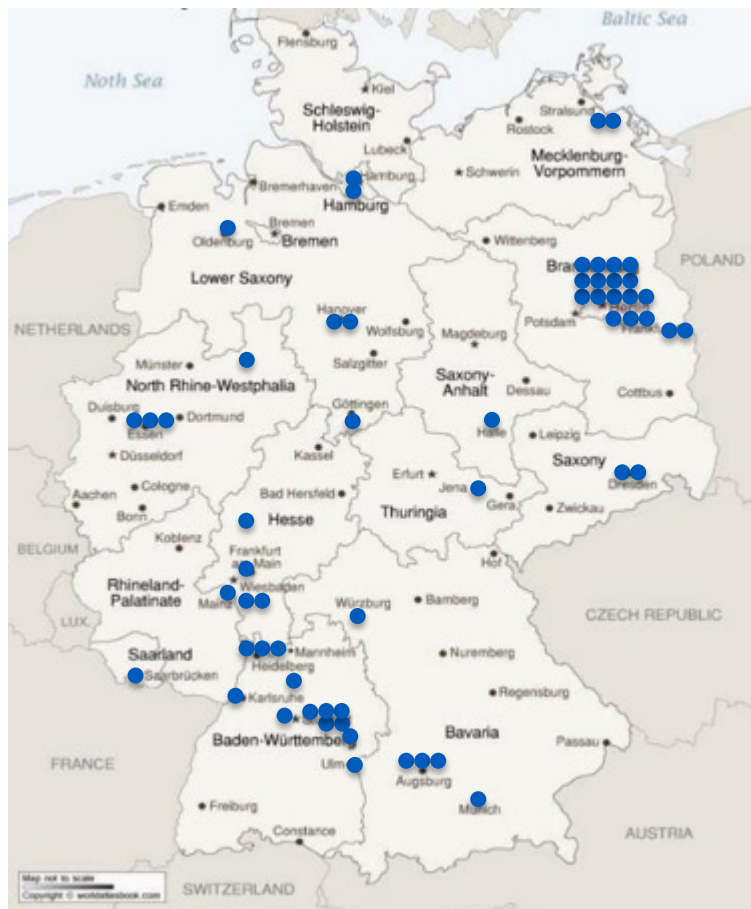 Baltic Sea
Noth Sea
Flensburg
Kiel
Schleswig-
Holstein
Stralsund
Rostock
Lubeck
Mecklenburg-
Vorpommern
Schwerin
Hamburg
Bremerhaven
Hamburg
Emden
Bremen
Oldenburg
Bremen
Wittenberg
POLAND
Lower Saxony
Hanover
Wolfsburg
Potsdam
NETHERLANDS
Magdeburg
Salzgitter
Münster
North Rhine-Westphalia
Saxony-
Anhalt
Dessau
Cottbus
Duisburg
Dortmund
Göttingen
Essen
Halle
Leipzig
Düsseldorf
Kassel
Saxony
Erfurt
Dresden
Cologne
Aachen
Bad Hersfeld
Jena
Gera
Bonn
Hesse
Thuringia
Zwickau
Koblenz
BELGIUM
Frankfurt
Main
Hof
Rhineland-
Palatinate
Wiesbaden
Mainz
Würzburg
Bamberg
LUX.
CZECH REPUBLIC
Saarland
Mannheim
Nuremberg
Heidelberg
Saarbrücken
Karlsruhe
Regensburg
Baden-Württemberg
Bavaria
Passau
FRANCE
Ulm
Augsburg
Munich
Freiburg
Constance
AUSTRIA
Map not to scale
Copyright © worldatlasbook.com
SWITZERLAND